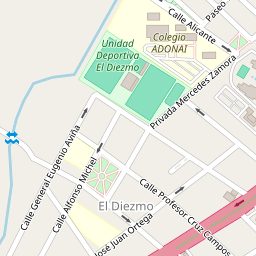 Paseo
Calle Alicante
Colegio
ADONAI
Unidad
Deportiva
El Diezmo
Privada Mercedes Zamora
Calle General Eugenio Aviña
Calle Alfonso Michel
El Diezmo
Calle Profesor Cruz Campos
José Juan Ortega